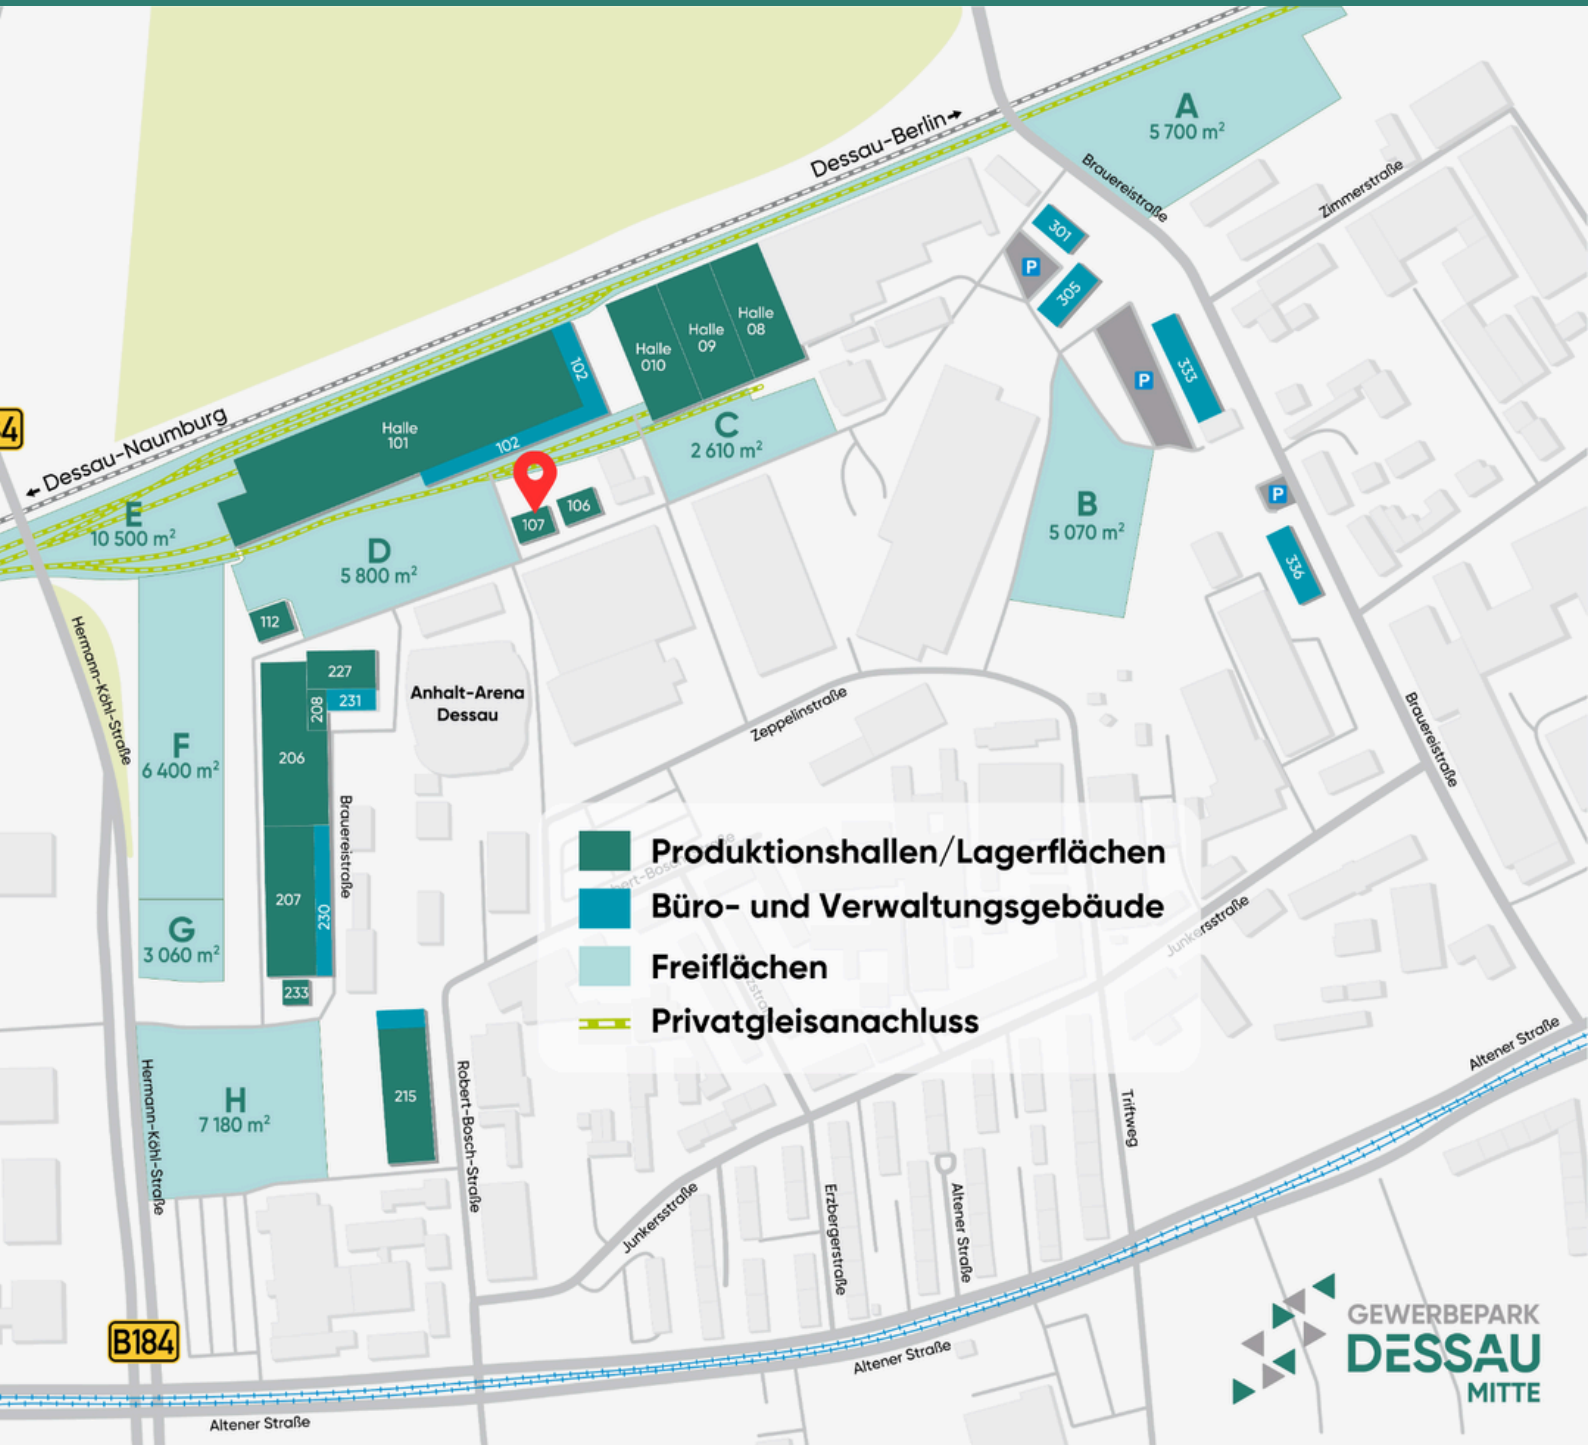 A
5 700 m²
Dessau-Berlin→
Brauereistraße
Zimmerstraße
301
P
305
Halle
08
Halle
09
Halle
010
333
P
102
4
←Dessau-Naumburg
Halle
101
102
C
2 610 m²
E
10 500 m²
107
106
B
5 070 m²
P
336
D
5 800 m²
112
Hermann-Köhl-Straße
227
208
231
Anhalt-Arena
Dessau
Zeppelinstraße
Brauereistraße
F
6 400 m²
206
Brauereistraße
Produktionshallen/Lagerflächen
Büro- und Verwaltungsgebäude
Freiflächen
Privatgleisanachluss
207
230
G
3 060 m²
Junkersstraße
233
H
7 180 m²
215
Hermann-Köhl-Straße
Robert-Bosch-Straße
Altener Straße
Triftweg
Junkersstraße
Erzbergerstraße
Altener Straße
B184
Altener Straße
Altener Straße
GEWERBEPARK
DESSAU
MITTE